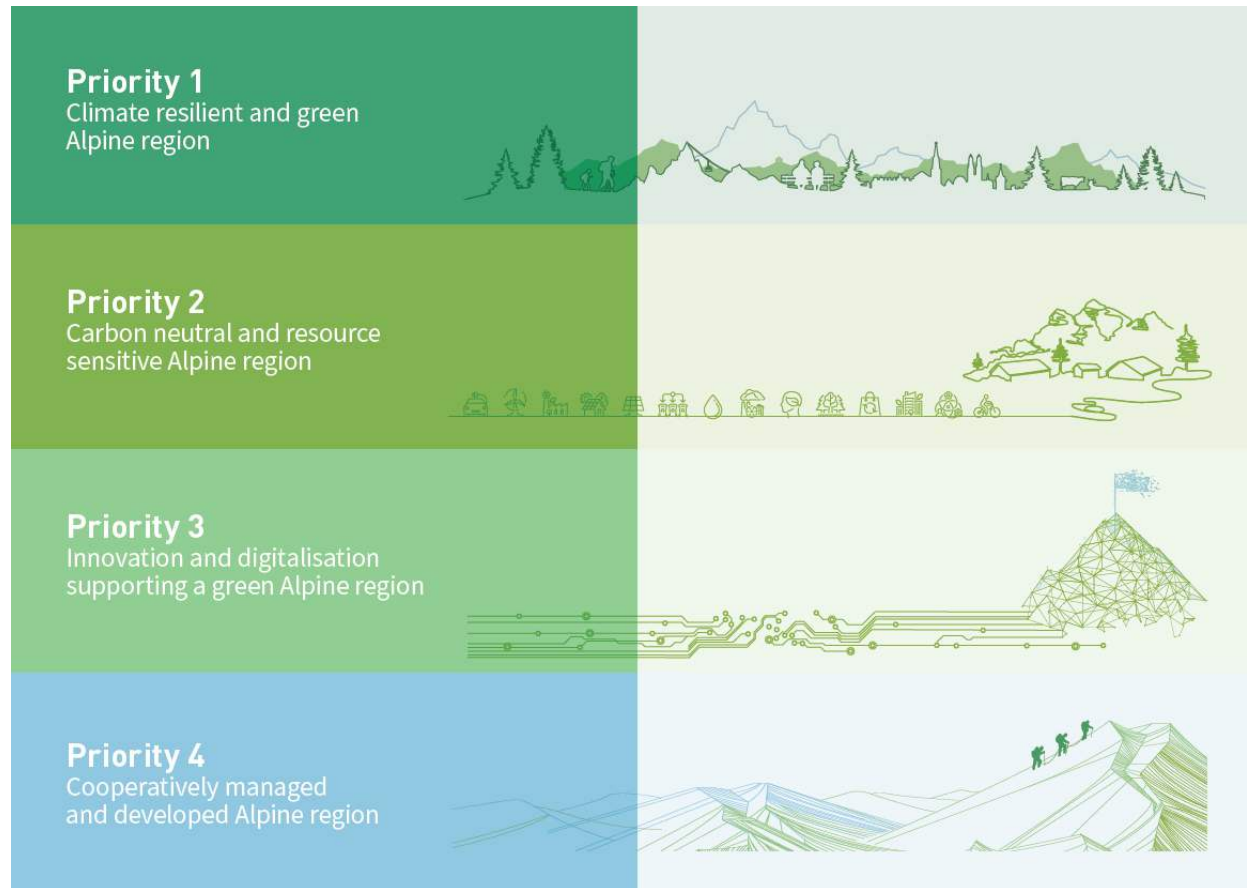 Priority 1
Climate resilient and green
Alpine region
Priority 2
Carbon neutral and resource
sensitive Alpine region
Priority 3
Innovation and digitalisation
supporting a green Alpine region
Priority 4
Cooperatively managed
and developed Alpine region